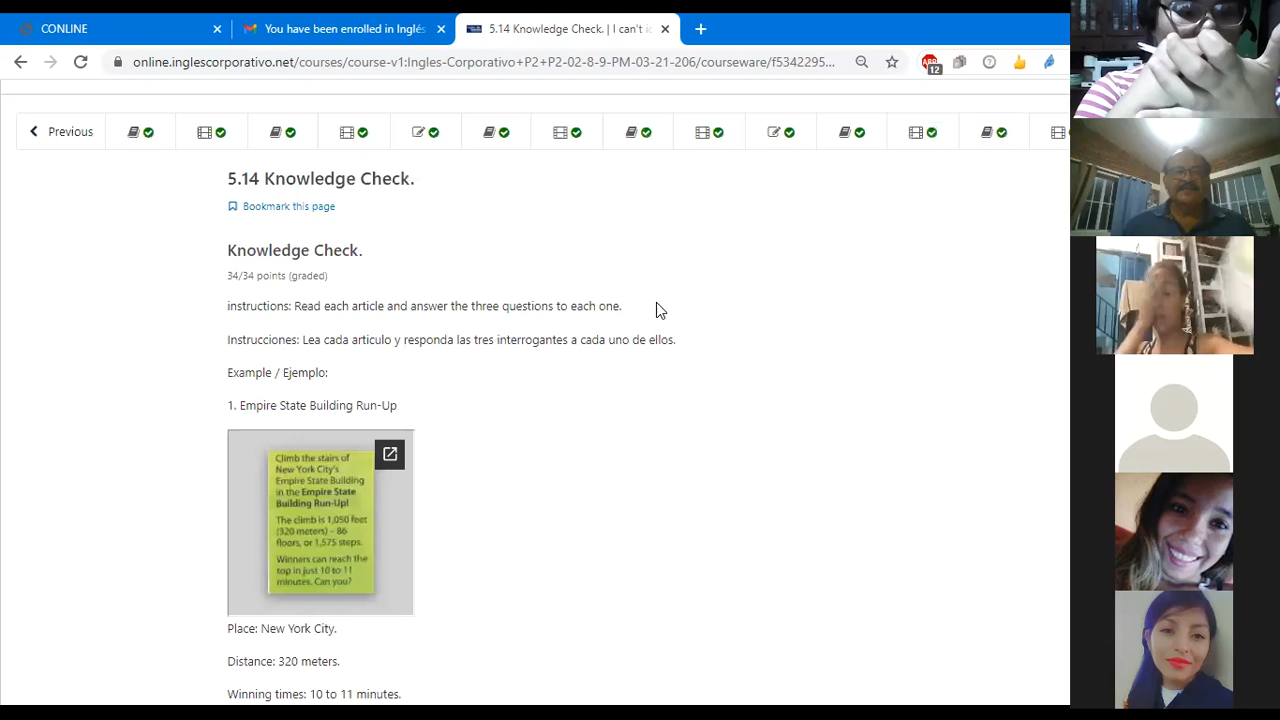 CONLINE
You have been enrolled in Inglés
5.14 Knowledge Check. | I can't i
online.inglescorporativo.net/courses/course-v1:Ingles-Corporativo+P2+P2-02-8-9-PM-03-21-206/courseware/f5342295...
12
Previous
5.14 Knowledge Check.
Bookmark this page
Knowledge Check.
34/34 points (graded)
instructions: Read each article and answer the three questions to each one.
Instrucciones: Lea cada articulo y responda las tres interrogantes a cada uno de ellos.
Example / Ejemplo:
1. Empire State Building Run-Up
Climb the stairs of
New York City's
Empire State Building
in the Empire State
Building Run-Up!
The climb is 1,050 feet
(320 meters) – 86
floors, or 1,575 steps.
Winners can reach the
top in just 10 to 11
minutes. Can you?
Place: New York City.
Distance: 320 meters.
Winning times: 10 to 11 minutes.